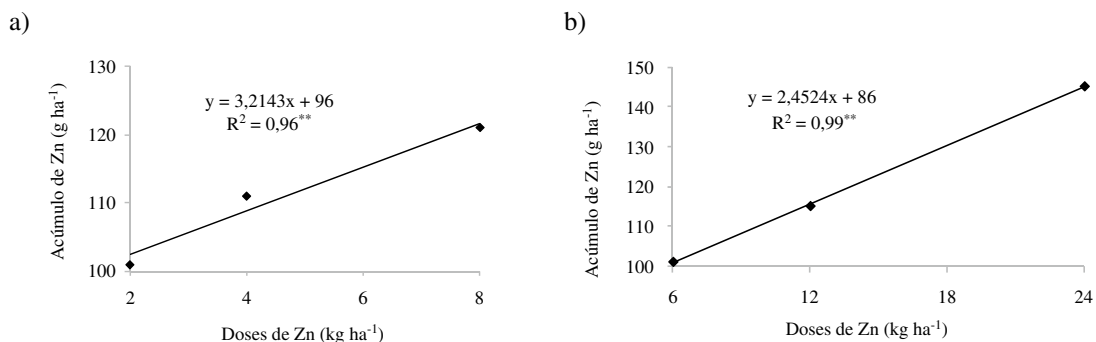 a)
130
120
110
100
Acúmulo de Zn (g ha⁻¹)
y = 3,2143x + 96
R² = 0,96**
2 4 6 8
Doses de Zn (kg ha⁻¹)
b)
150
140
130
120
110
100
Acúmulo de Zn (g ha⁻¹)
y = 2,4524x + 86
R² = 0,99**
6 12 18 24
Doses de Zn (kg ha⁻¹)